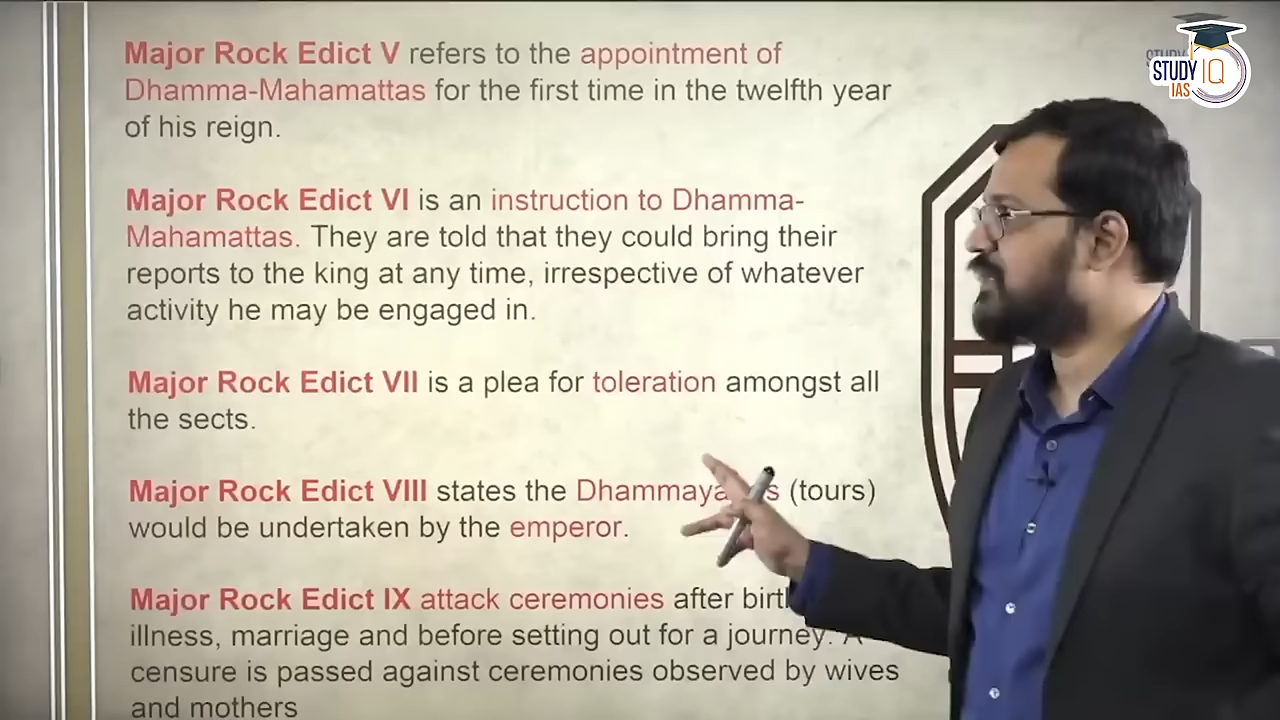 Major Rock Edict V refers to the appointment of
Dhamma-Mahamattas for the first time in the twelfth year
of his reign.
Major Rock Edict VI is an instruction to Dhamma-
Mahamattas. They are told that they could bring their
reports to the king at any time, irrespective of whatever
activity he may be engaged in.
Major Rock Edict VII is a plea for toleration amongst all
the sects.
Major Rock Edict VIII states the (tours)
would be undertaken by the emperor.
Major Rock Edict IX attack ceremonies after
illness, marriage and before setting out for a journey. A
censure is passed against ceremonies observed by wives
and mothers
STUDY IQ
IAS